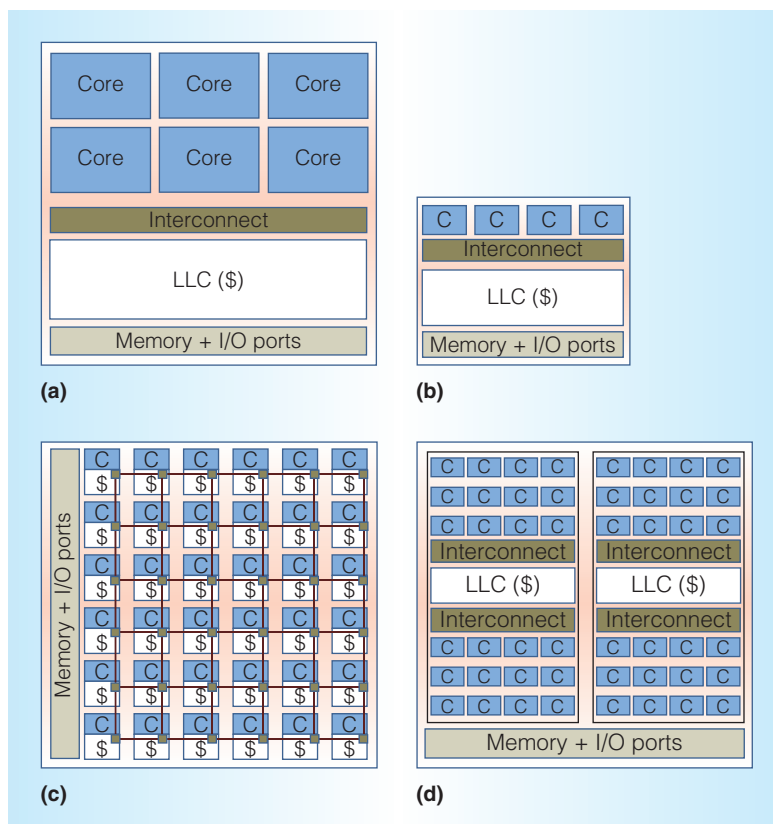 Core Core Core
Core Core Core
Interconnect
LLC ($)
Memory + I/O ports
(a)
C C C C
Interconnect
LLC ($)
Memory + I/O ports
(b)
Memory + I/O ports
C C C C C C
$ $ $ $ $ $
C C C C C C
$ $ $ $ $ $
C C C C C C
$ $ $ $ $ $
C C C C C C
$ $ $ $ $ $
C C C C C C
$ $ $ $ $ $
C C C C C C
$ $ $ $ $ $
(c)
C C C C C C C C
C C C C C C C C
C C C C C C C C
Interconnect Interconnect
LLC ($) LLC ($)
Interconnect Interconnect
C C C C C C C C
C C C C C C C C
C C C C C C C C
Memory + I/O ports
(d)